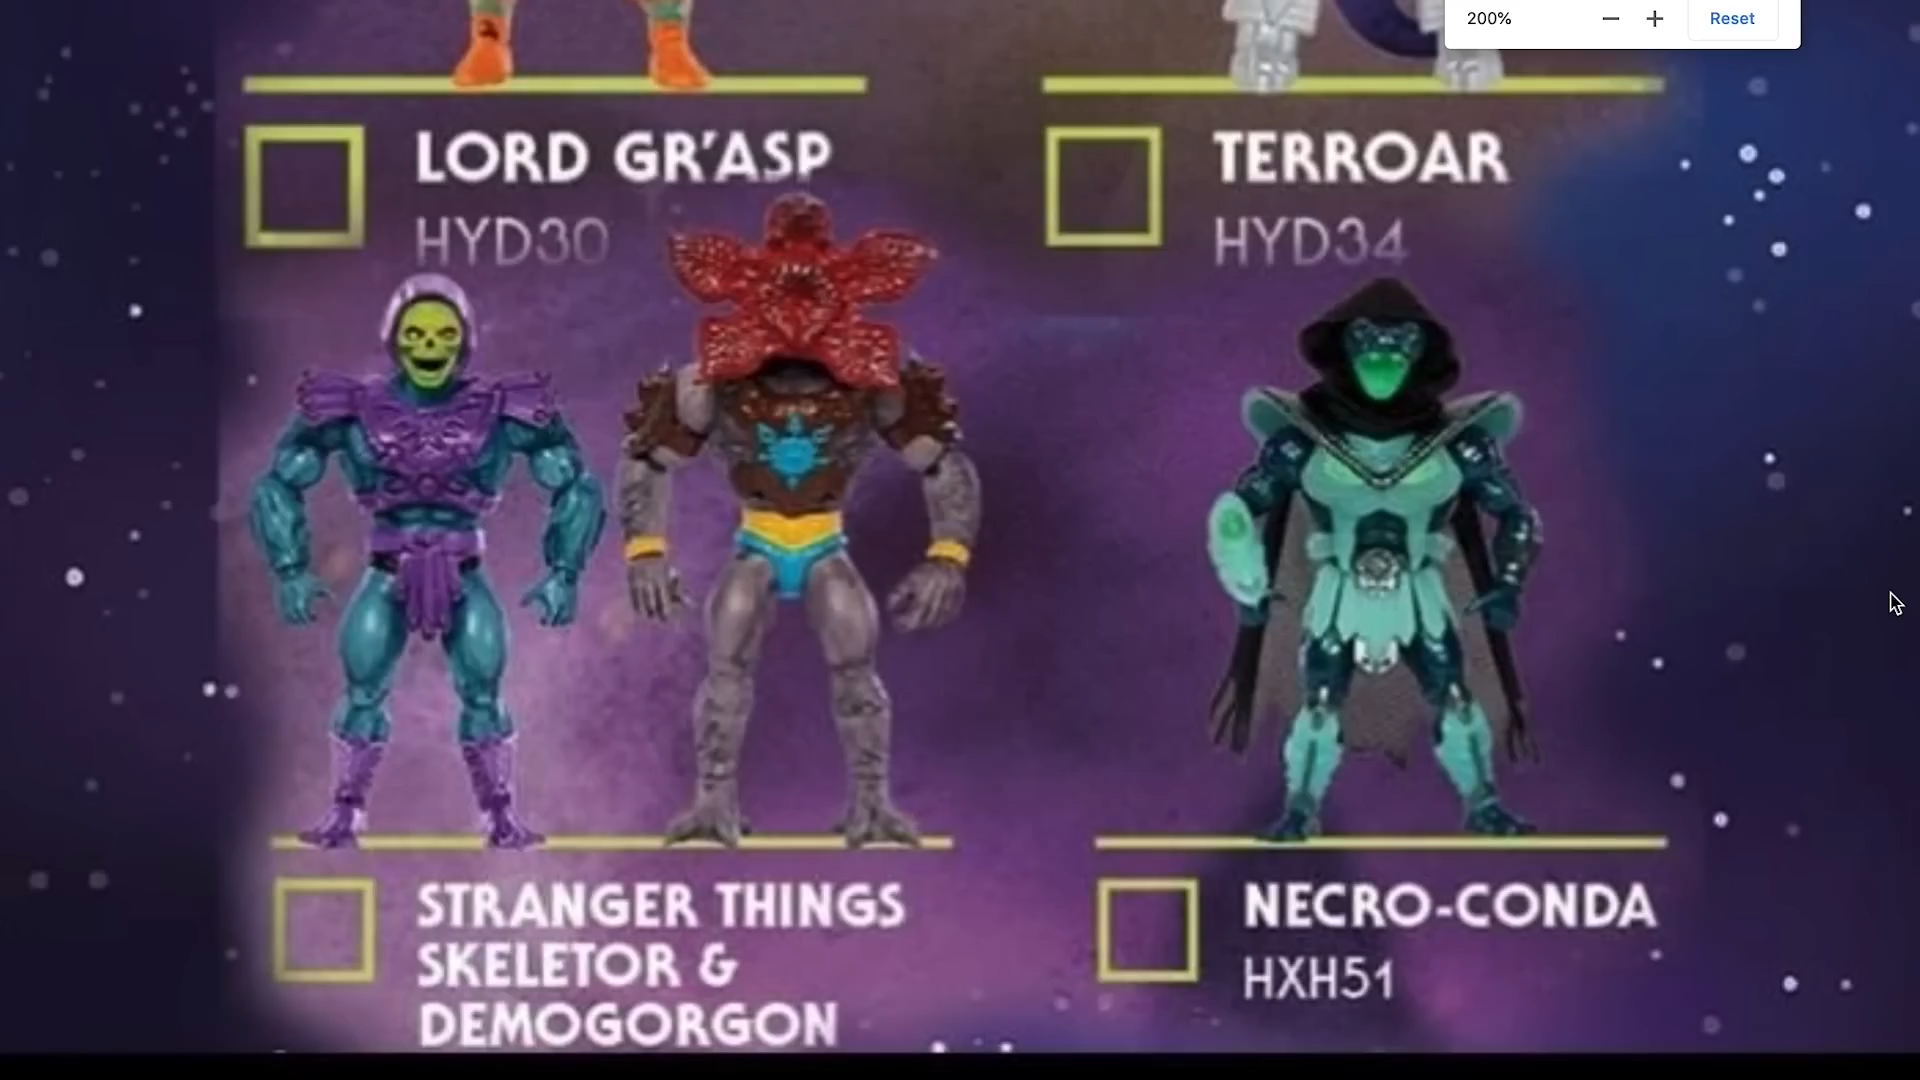 200%
Reset
LORD GR'ASP
HYD30
TERROAR
HYD34
STRANGER THINGS
SKELETOR &
DEMOGORGON
NECRO-CONDA
HXH51